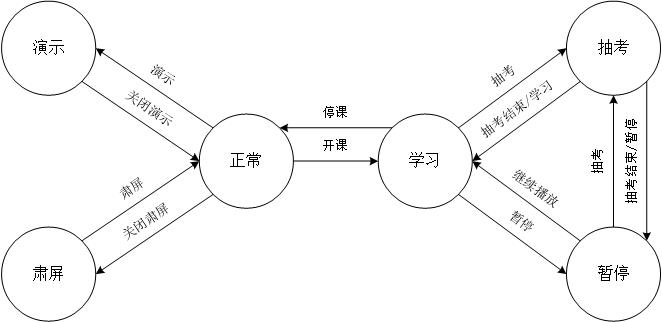 演示
抽考
演示
关闭演示
抽考
抽考结束/学习
停课
开课
正常
学习
抽考
抽考结束/暂停
肃屏
关闭肃屏
继续播放
暂停
肃屏
暂停